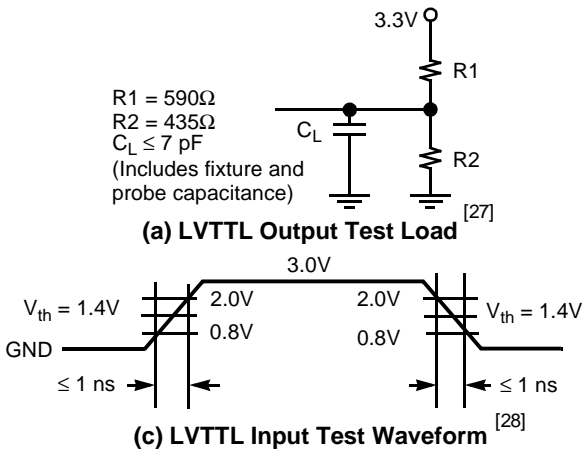 3.3V
R1
R1 = 590Ω
R2 = 435Ω
C_L ≤ 7 pF
(Includes fixture and
probe capacitance)
C_L
R2
(a) LVTTL Output Test Load [27]
3.0V
V_th = 1.4V
2.0V
2.0V
V_th = 1.4V
0.8V
0.8V
GND
≤ 1 ns
≤ 1 ns
(c) LVTTL Input Test Waveform [28]